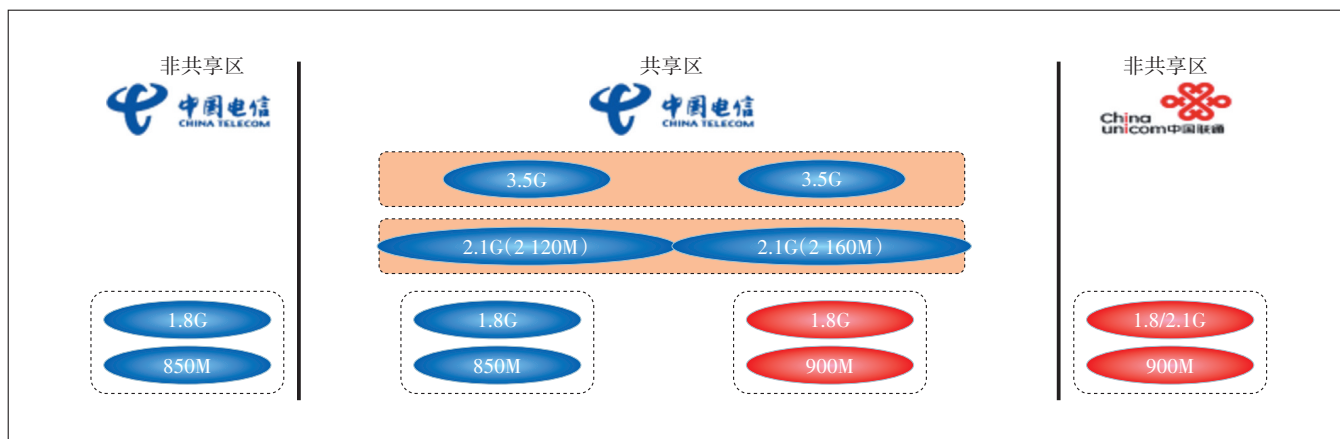 非共享区
共享区
非共享区
中国电信
CHINA TELECOM
中国电信
CHINA TELECOM
China
unicom中国联通
3.5G
3.5G
2.1G(2 120M)
2.1G(2 160M)
1.8G
1.8G
1.8G
1.8/2.1G
850M
850M
900M
900M